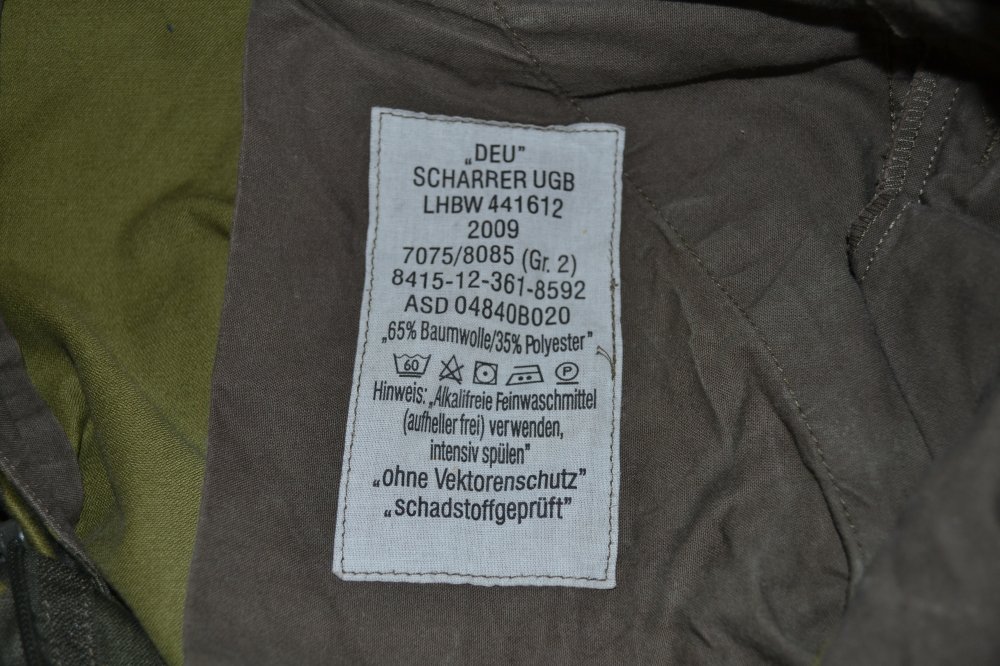 „DEU"
SCHARRER UGB
LHBW 441612
2009
7075/8085 (Gr. 2)
8415-12-361-8592
ASD 04840B020
„65% Baumwolle/35% Polyester"
60 P
Hinweis: „Alkalifreie Feinwaschmittel
(aufheller frei) verwenden,
intensiv spülen"
„ohne Vektorenschutz"
„schadstoffgeprüft"